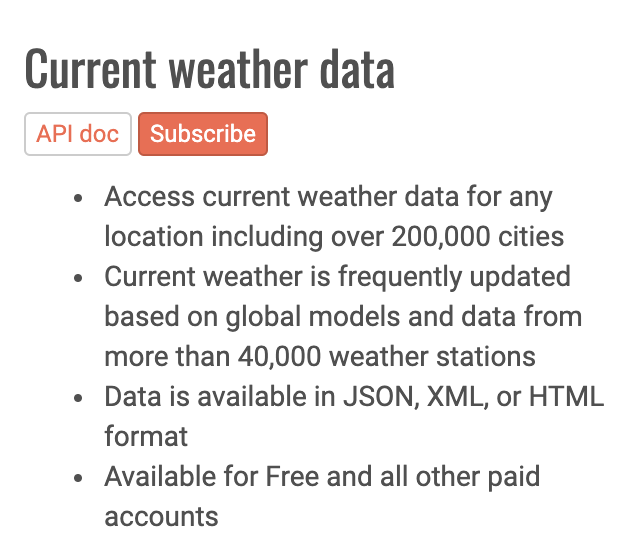 Current weather data
API doc Subscribe
• Access current weather data for any
location including over 200,000 cities
• Current weather is frequently updated
based on global models and data from
more than 40,000 weather stations
• Data is available in JSON, XML, or HTML
format
• Available for Free and all other paid
accounts